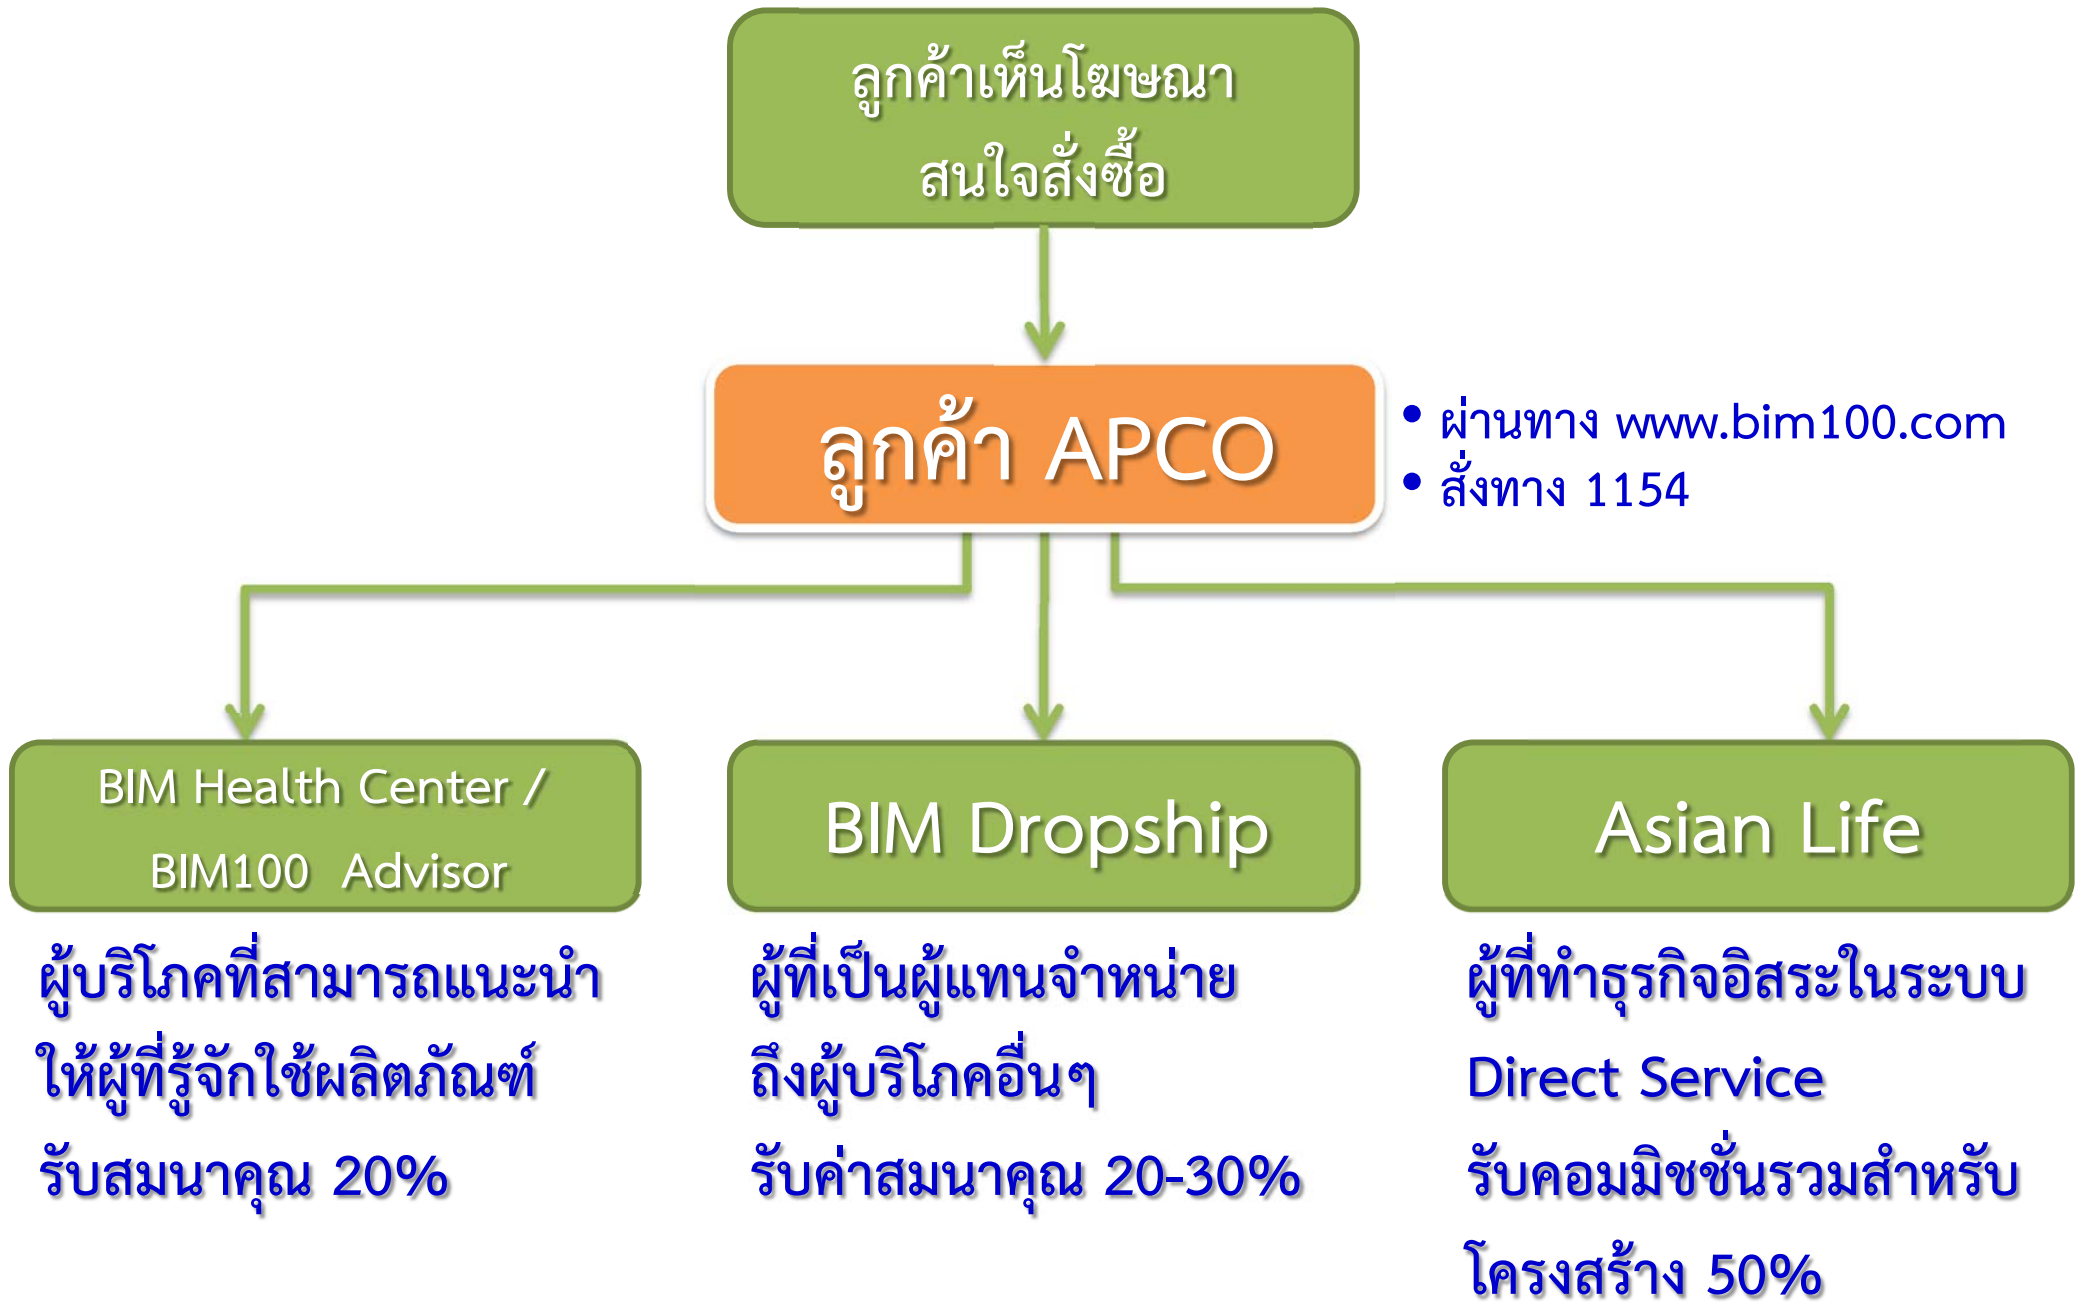 ลูกค้าเห็นโฆษณา
สนใจสั่งซื้อ
ลูกค้า APCO
• ผ่านทาง www.bim100.com
• สั่งทาง 1154
BIM Health Center /
BIM100 Advisor
ผู้บริโภคที่สามารถแนะนำ
ให้ผู้ที่รู้จักใช้ผลิตภัณฑ์
รับสมนาคุณ 20%
BIM Dropship
ผู้ที่เป็นผู้แทนจำหน่าย
ถึงผู้บริโภคอื่นๆ
รับค่าสมนาคุณ 20-30%
Asian Life
ผู้ที่ทำธุรกิจอิสระในระบบ
Direct Service
รับคอมมิชชั่นรวมสำหรับ
โครงสร้าง 50%